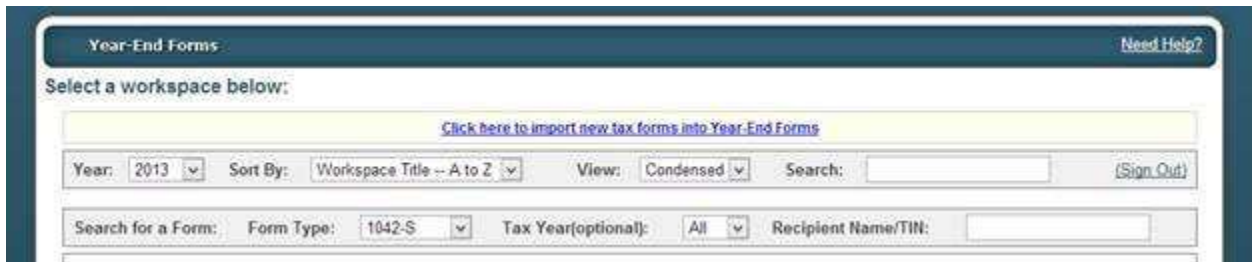 Year-End Forms Need Help?
Select a workspace below:
Click here to import new tax forms into Year-End Forms
Year: 2013 Sort By: Workspace Title -- A to Z View: Condensed Search: (Sign Out)
Search for a Form: Form Type: 1042-S Tax Year(optional): All Recipient Name/TIN: